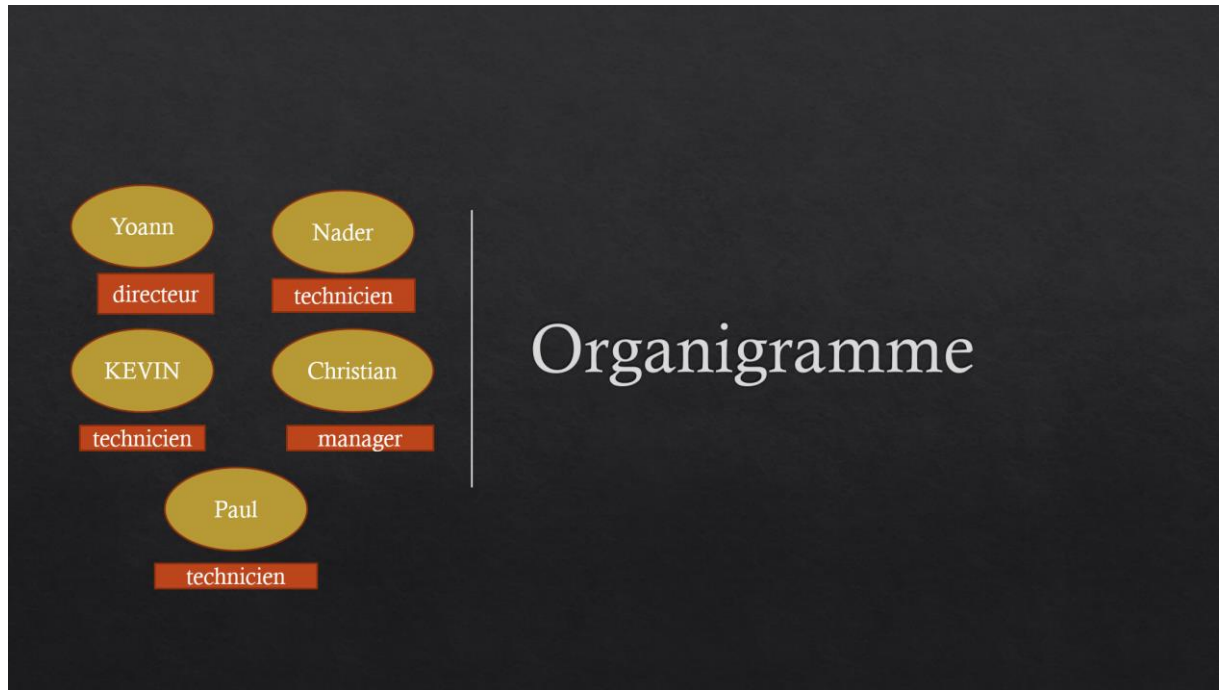 Yoann
directeur
Nader
technicien
KEVIN
technicien
Christian
manager
Paul
technicien
Organigramme